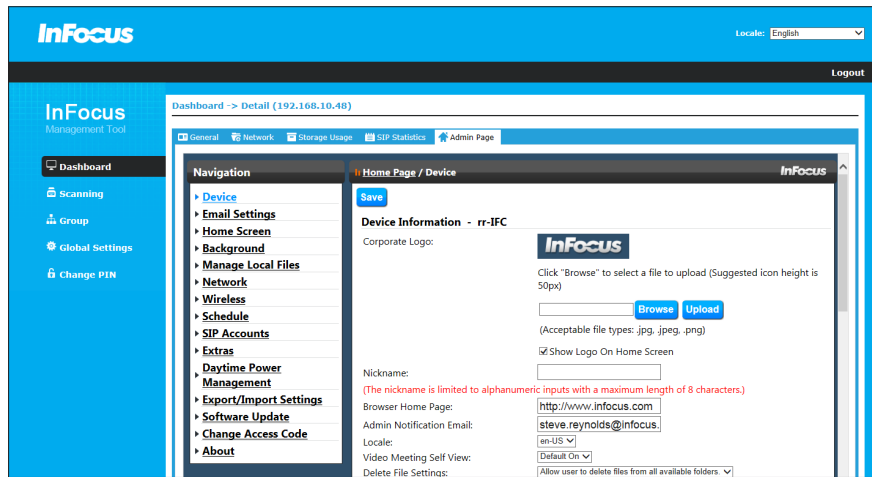 InFocus
Locale: English
Logout
InFocus
Management Tool
Dashboard
Scanning
Group
Global Settings
Change PIN
Dashboard -> Detail (192.168.10.48)
General Network Storage Usage SIP Statistics Admin Page
Navigation
Device
Email Settings
Home Screen
Background
Manage Local Files
Network
Wireless
Schedule
SIP Accounts
Extras
Daytime Power
Management
Export/Import Settings
Software Update
Change Access Code
About
Home Page / Device
InFocus
Save
Device Information - rr-IFC
Corporate Logo:
InFocus
Click "Browse" to select a file to upload (Suggested icon height is
50px)
Browse Upload
(Acceptable file types: .jpg, .jpeg, .png)
Show Logo On Home Screen
Nickname:
(The nickname is limited to alphanumeric inputs with a maximum length of 8 characters.)
Browser Home Page: http://www.infocus.com
Admin Notification Email: steve.reynolds@infocus.
Locale: en-US
Video Meeting Self View: Default On
Delete File Settings: Allow user to delete files from all available folders.